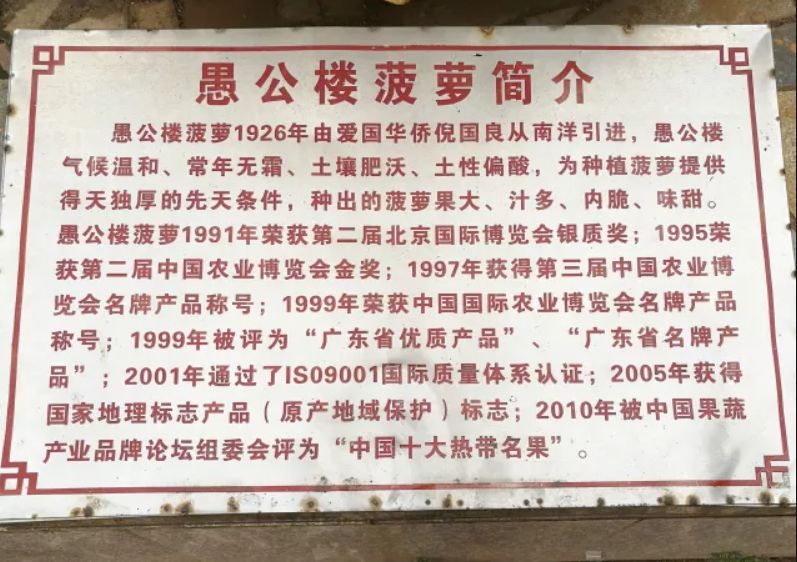 愚公楼菠萝简介
愚公楼菠萝1926年由爱国华侨倪国良从南洋引进，愚公楼
气候温和、常年无霜、土壤肥沃、土性偏酸，为种植菠萝提供
得天独厚的先天条件，种出的菠萝果大、汁多、内脆、味甜。
愚公楼菠萝1991年荣获第二届北京国际博览会银质奖；1995荣
获第二届中国农业博览会金奖；1997年获得第三届中国农业博
览会名牌产品称号；1999年荣获中国国际农业博览会名牌产品
称号；1999年被评为“广东省优质产品”、“广东省名牌产
品”；2001年通过了IS09001国际质量体系认证；2005年获得
国家地理标志产品（原产地域保护）标志；2010年被中国果蔬
产业品牌论坛组委会评为“中国十大热带名果”。